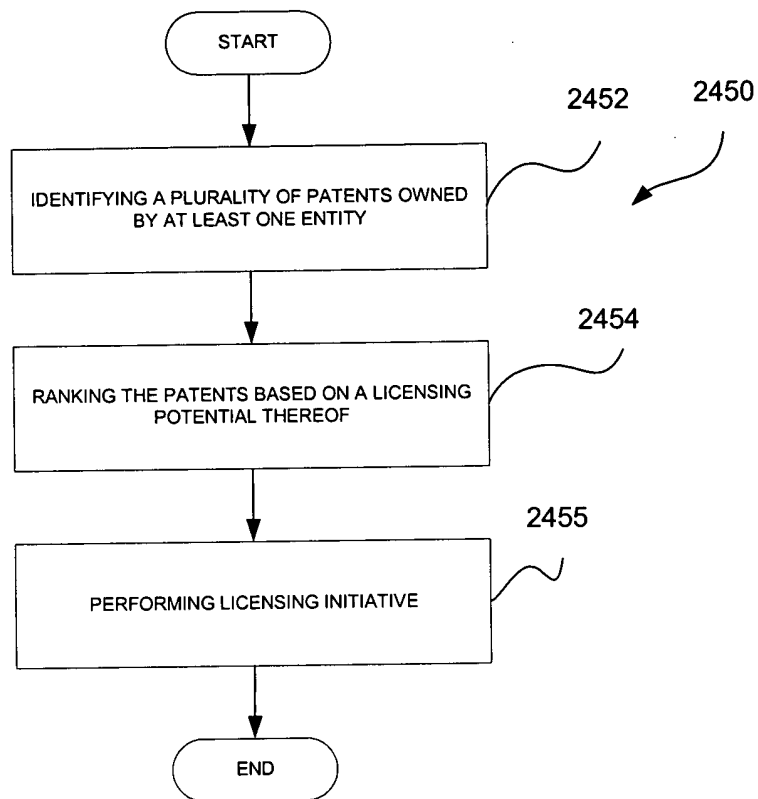 START
2452
2450
IDENTIFYING A PLURALITY OF PATENTS OWNED
BY AT LEAST ONE ENTITY
2454
RANKING THE PATENTS BASED ON A LICENSING
POTENTIAL THEREOF
2455
PERFORMING LICENSING INITIATIVE
END